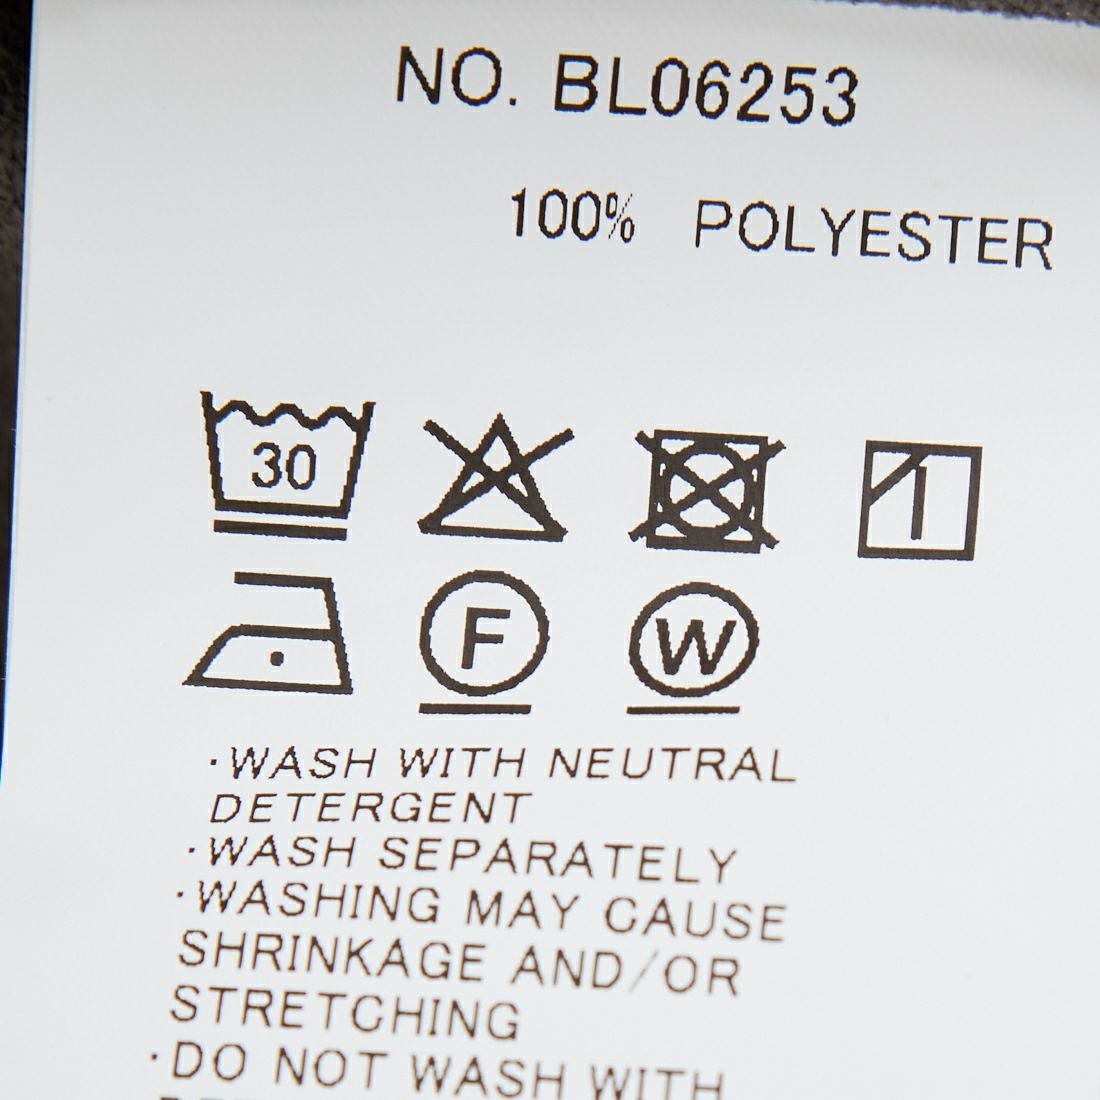 NO. BL06253
100% POLYESTER
30
F
W
·WASH WITH NEUTRAL
DETERGENT
·WASH SEPARATELY
·WASHING MAY CAUSE
SHRINKAGE AND/OR
STRETCHING
·DO NOT WASH WITH